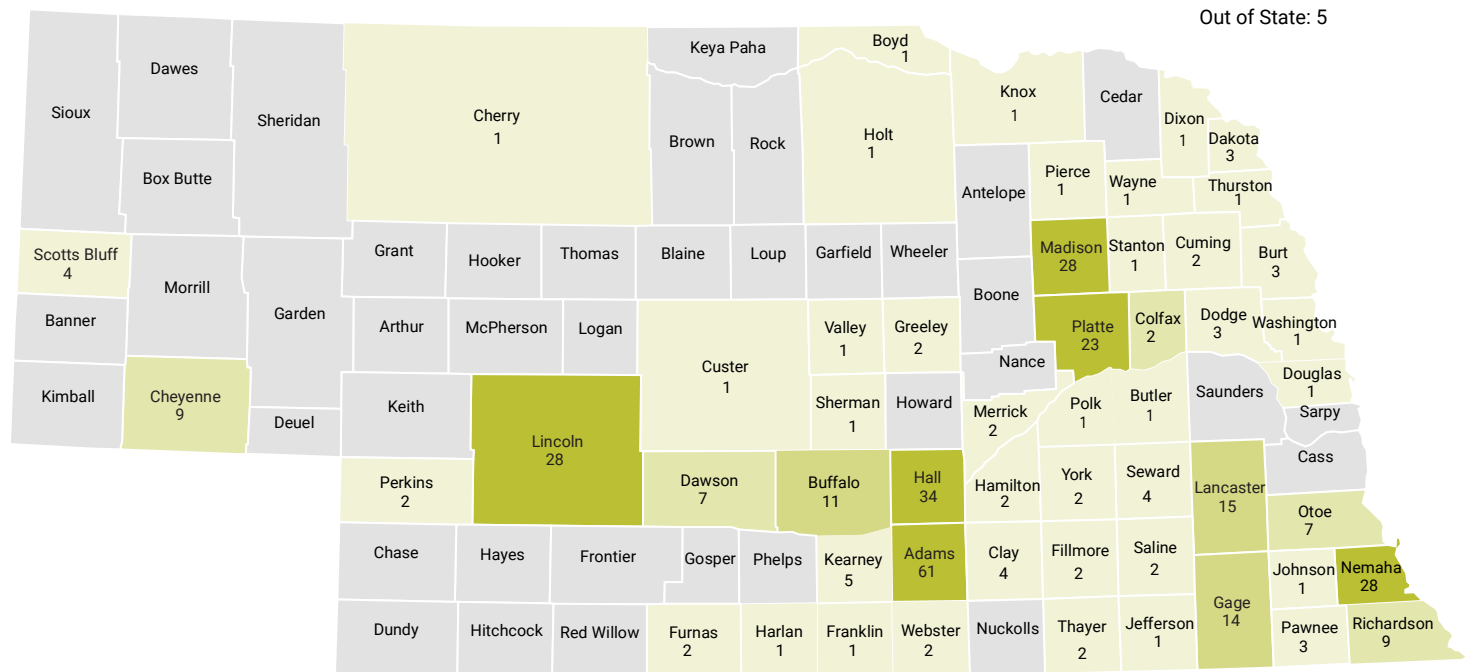 Out of State: 5
Sioux
Dawes
Box Butte
Sheridan
Cherry
1
Keya Paha
Boyd
1
Brown
Rock
Holt
1
Knox
1
Cedar
Dixon
1
Dakota
3
Antelope
Pierce
1
Wayne
1
Thurston
1
Scotts Bluff
4
Morrill
Garden
Grant
Hooker
Thomas
Blaine
Loup
Garfield
Wheeler
Madison
28
Stanton
1
Cuming
2
Burt
3
Banner
Boone
Arthur
McPherson
Logan
Custer
1
Valley
1
Greeley
2
Platte
23
Colfax
2
Dodge
3
Washington
1
Nance
Kimball
Cheyenne
9
Deuel
Keith
Lincoln
28
Sherman
1
Howard
Merrick
2
Polk
1
Butler
1
Saunders
Douglas
1
Sarpy
Perkins
2
Dawson
7
Buffalo
11
Hall
34
Hamilton
2
York
2
Seward
4
Lancaster
15
Cass
Otoe
7
Chase
Hayes
Frontier
Gosper
Phelps
Kearney
5
Adams
61
Clay
4
Fillmore
2
Saline
2
Gage
14
Johnson
1
Nemaha
28
Dundy
Hitchcock
Red Willow
Furnas
2
Harlan
1
Franklin
1
Webster
2
Nuckolls
Thayer
2
Jefferson
1
Pawnee
3
Richardson
9